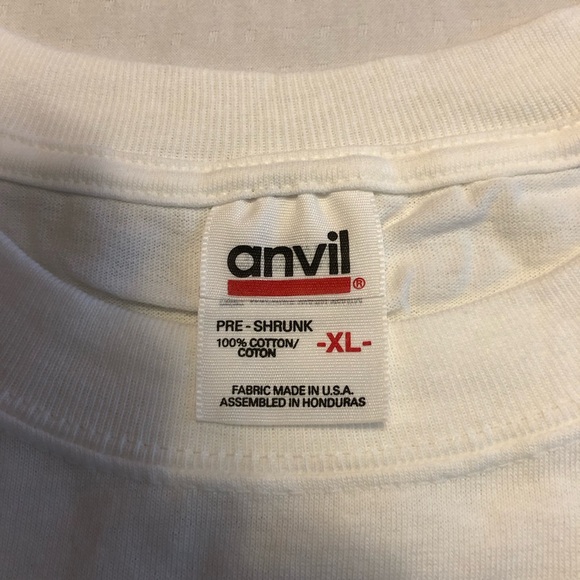 anvil
®
PRE-SHRUNK
100% COTTON/
COTON
-XL-
FABRIC MADE IN U.S.A.
ASSEMBLED IN HONDURAS